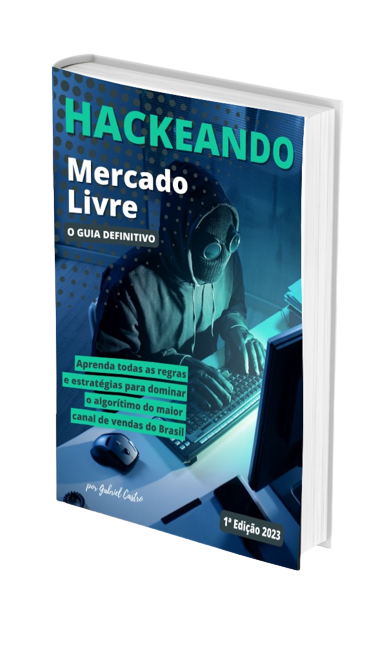 HACKEANDO
Mercado
Livre
O GUIA DEFINITIVO
Aprenda todas as regras
e estratégias para dominar
o algorítimo do maior
canal de vendas do Brasil
por Gabriel Castro
1ª Edição 2023